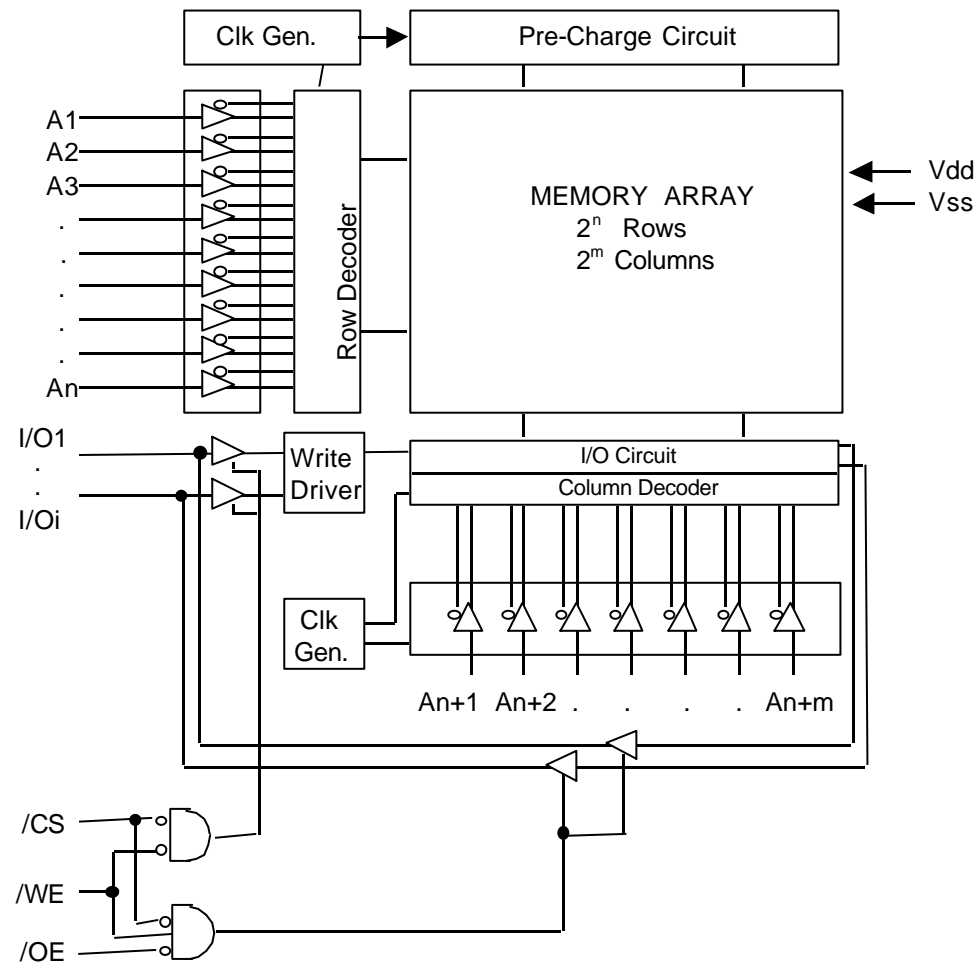 Clk Gen.
Pre-Charge Circuit
A1
A2
A3
.
.
.
.
.
An
Row Decoder
MEMORY ARRAY
2ⁿ Rows
2ᵐ Columns
Vdd
Vss
I/O1
.
.
I/Oi
Write
Driver
I/O Circuit
Column Decoder
Clk
Gen.
An+1 An+2 . . . . An+m
/CS
/WE
/OE